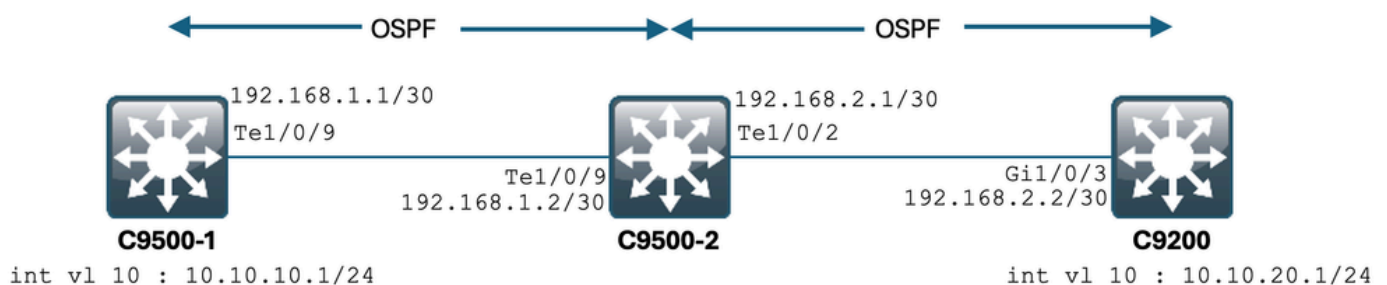 OSPF
OSPF
192.168.1.1/30
Te1/0/9
192.168.2.1/30
Te1/0/2
Te1/0/9
192.168.1.2/30
Gi1/0/3
192.168.2.2/30
C9500-1
C9500-2
C9200
int vl 10 : 10.10.10.1/24
int vl 10 : 10.10.20.1/24